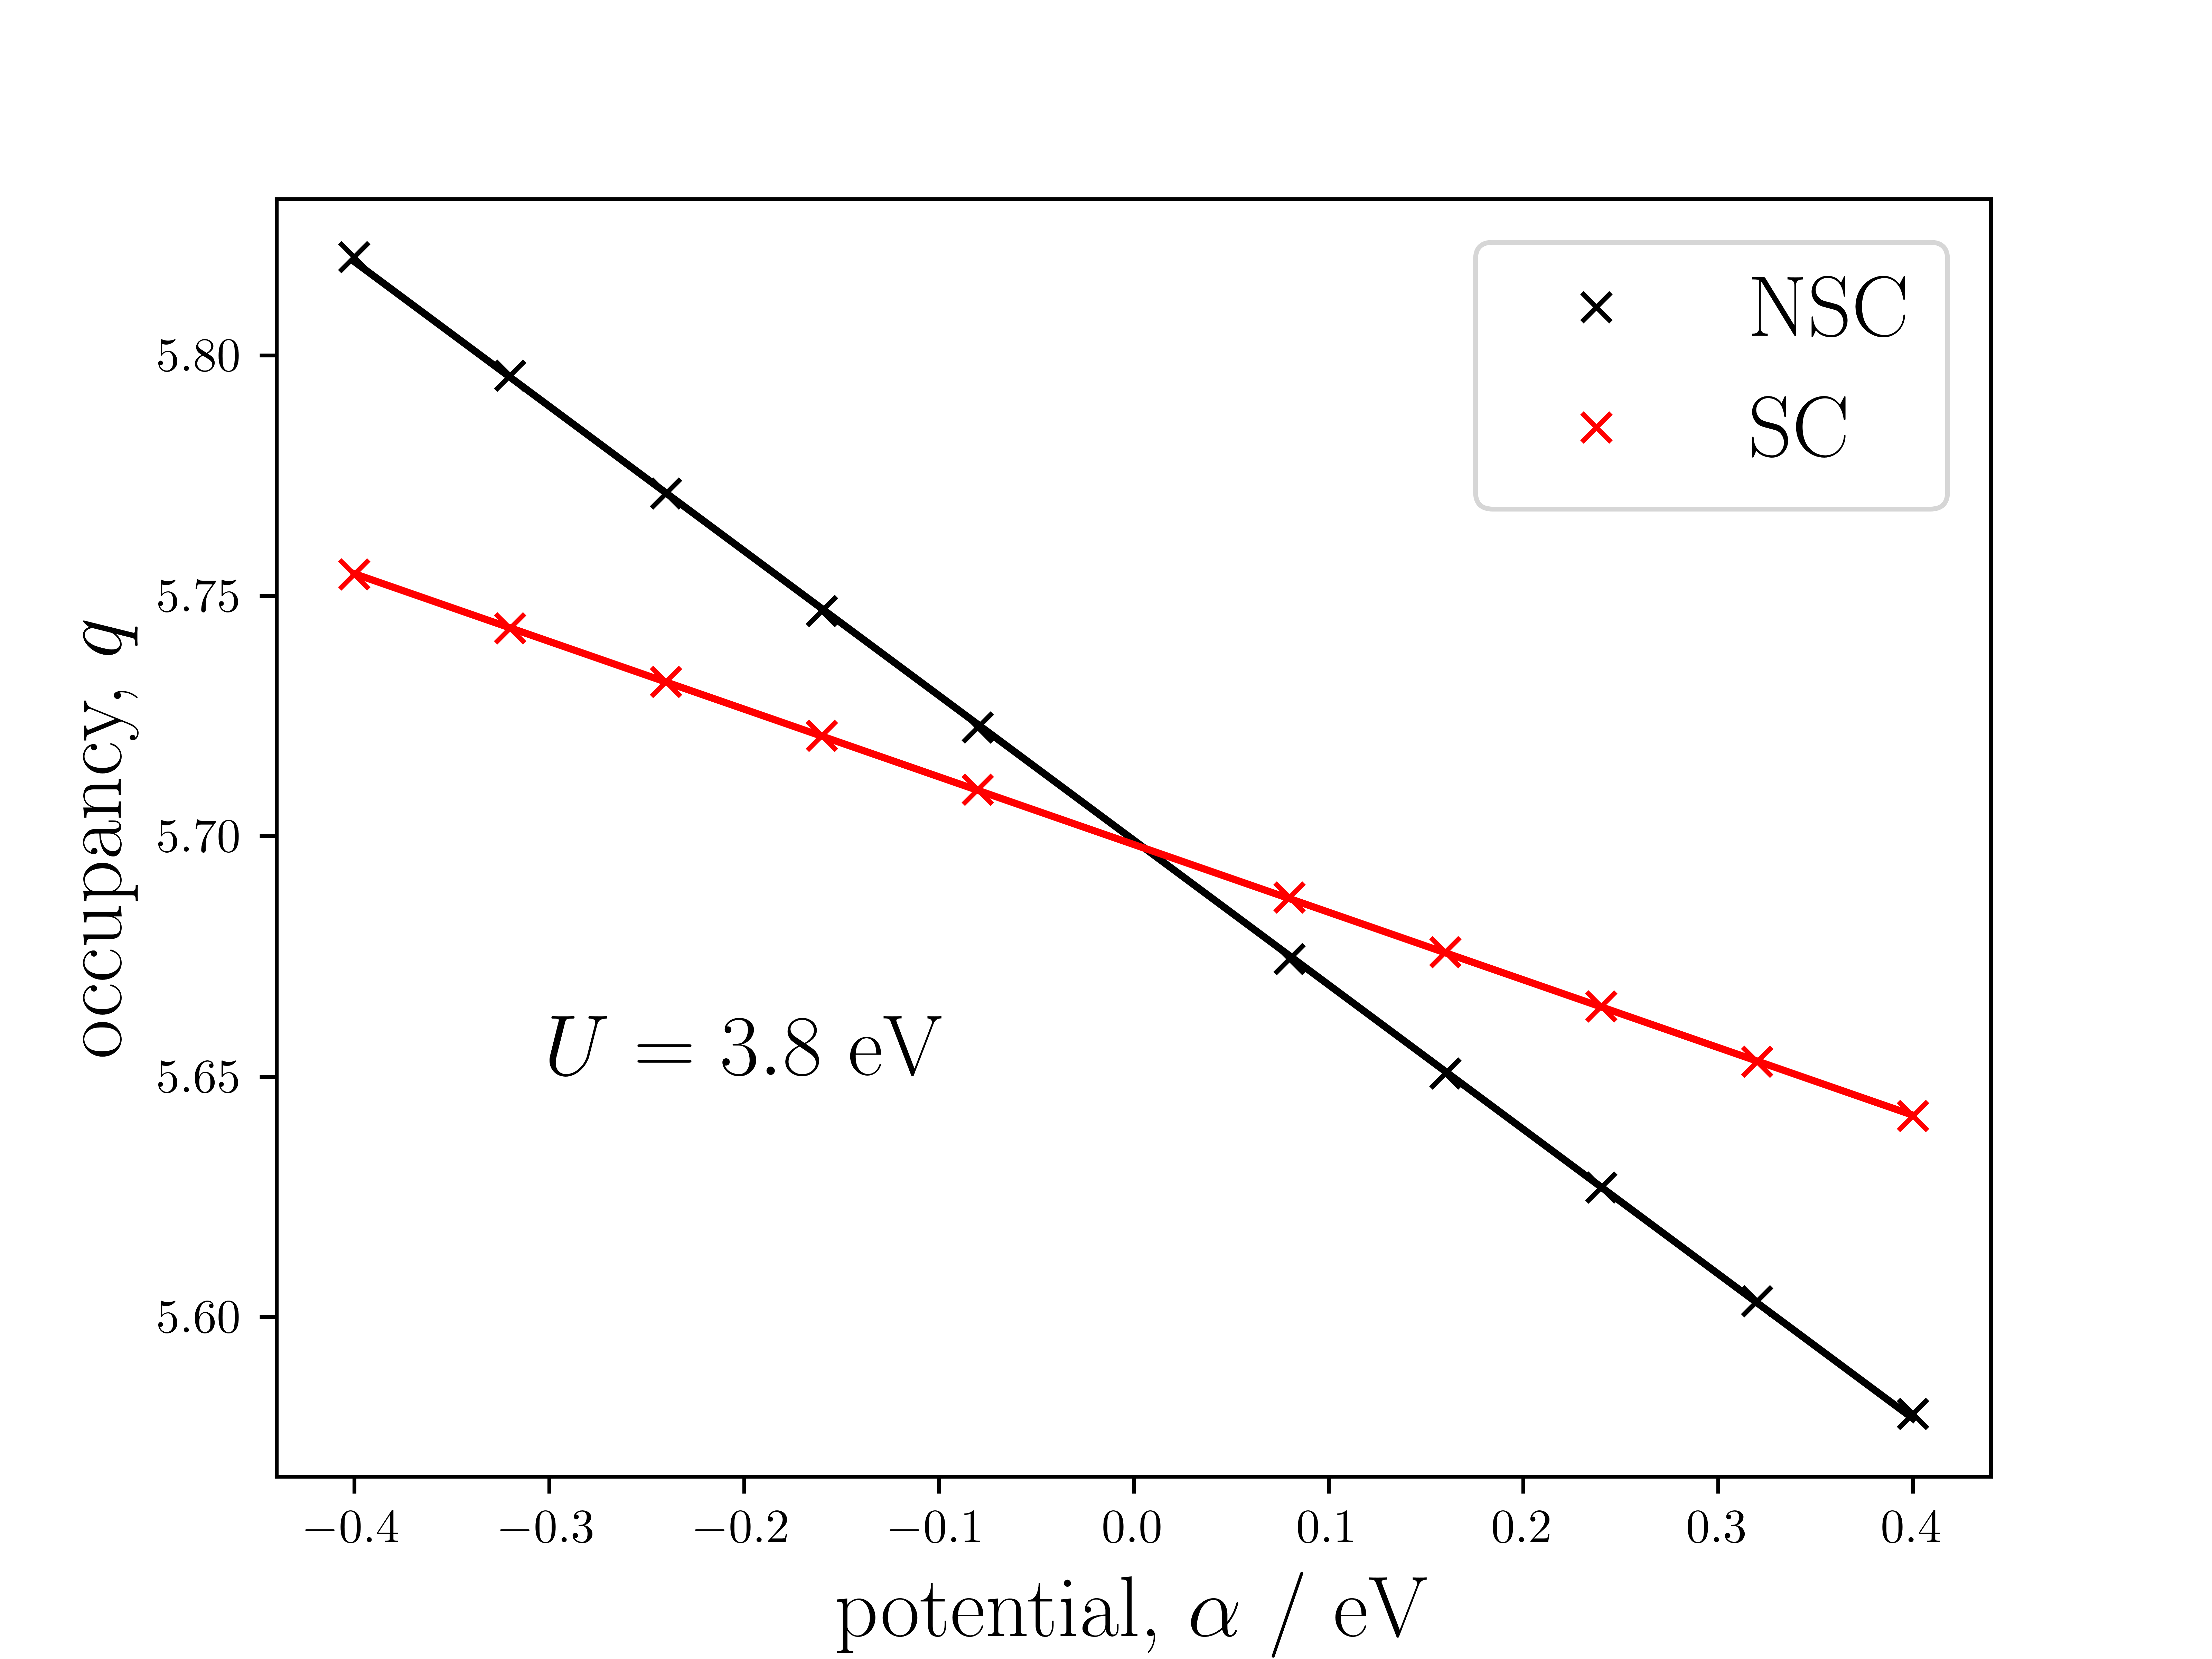 NSC
SC
5.80
5.75
5.70
5.65
5.60
occupancy, q
U = 3.8 eV
−0.4 −0.3 −0.2 −0.1 0.0 0.1 0.2 0.3 0.4
potential, α / eV